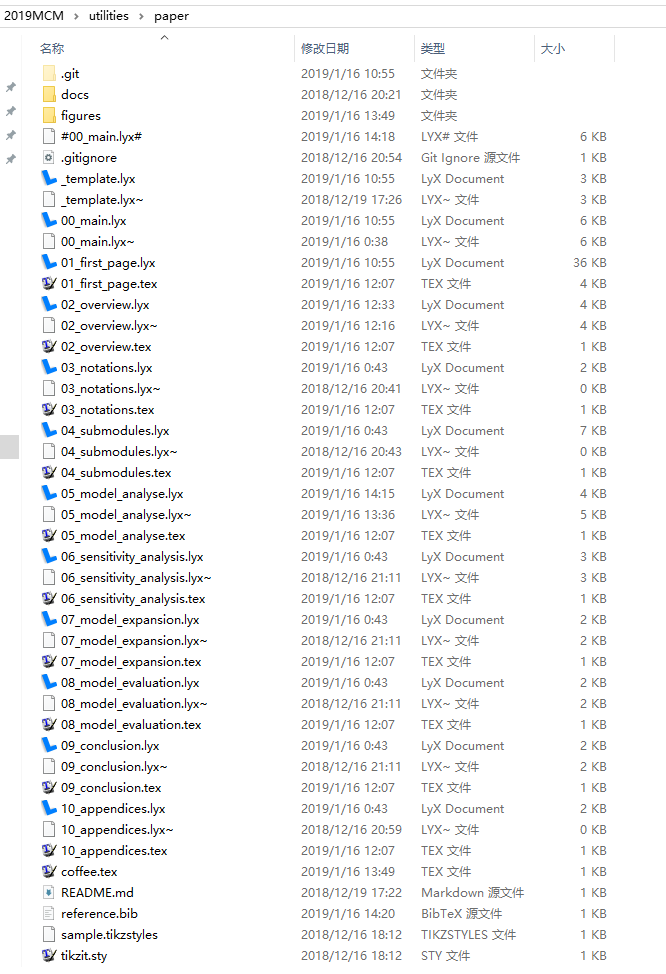 2019MCM > utilities > paper
名称 修改日期 类型 大小
.git 2019/1/16 10:55 文件夹
docs 2018/12/16 20:21 文件夹
figures 2019/1/16 13:49 文件夹
#00_main.lyx# 2019/1/16 14:18 LYX# 文件 6 KB
.gitignore 2018/12/16 20:54 Git Ignore 源文件 1 KB
_template.lyx 2019/1/16 10:55 LyX Document 3 KB
_template.lyx~ 2018/12/19 17:26 LYX~ 文件 3 KB
00_main.lyx 2019/1/16 10:55 LyX Document 6 KB
00_main.lyx~ 2019/1/16 0:38 LYX~ 文件 6 KB
01_first_page.lyx 2019/1/16 10:55 LyX Document 36 KB
01_first_page.tex 2019/1/16 12:07 TEX 文件 4 KB
02_overview.lyx 2019/1/16 12:33 LyX Document 4 KB
02_overview.lyx~ 2019/1/16 12:16 LYX~ 文件 4 KB
02_overview.tex 2019/1/16 12:07 TEX 文件 1 KB
03_notations.lyx 2019/1/16 0:43 LyX Document 2 KB
03_notations.lyx~ 2018/12/16 20:41 LYX~ 文件 0 KB
03_notations.tex 2019/1/16 12:07 TEX 文件 1 KB
04_submodules.lyx 2019/1/16 0:43 LyX Document 7 KB
04_submodules.lyx~ 2018/12/16 20:43 LYX~ 文件 0 KB
04_submodules.tex 2019/1/16 12:07 TEX 文件 1 KB
05_model_analyse.lyx 2019/1/16 14:15 LyX Document 4 KB
05_model_analyse.lyx~ 2019/1/16 13:36 LYX~ 文件 5 KB
05_model_analyse.tex 2019/1/16 12:07 TEX 文件 1 KB
06_sensitivity_analysis.lyx 2019/1/16 0:43 LyX Document 3 KB
06_sensitivity_analysis.lyx~ 2018/12/16 21:11 LYX~ 文件 3 KB
06_sensitivity_analysis.tex 2019/1/16 12:07 TEX 文件 1 KB
07_model_expansion.lyx 2019/1/16 0:43 LyX Document 2 KB
07_model_expansion.lyx~ 2018/12/16 21:11 LYX~ 文件 2 KB
07_model_expansion.tex 2019/1/16 12:07 TEX 文件 1 KB
08_model_evaluation.lyx 2019/1/16 0:43 LyX Document 2 KB
08_model_evaluation.lyx~ 2018/12/16 21:11 LYX~ 文件 2 KB
08_model_evaluation.tex 2019/1/16 12:07 TEX 文件 1 KB
09_conclusion.lyx 2019/1/16 0:43 LyX Document 2 KB
09_conclusion.lyx~ 2018/12/16 21:11 LYX~ 文件 2 KB
09_conclusion.tex 2019/1/16 12:07 TEX 文件 1 KB
10_appendices.lyx 2019/1/16 0:43 LyX Document 2 KB
10_appendices.lyx~ 2018/12/16 20:59 LYX~ 文件 0 KB
10_appendices.tex 2019/1/16 12:07 TEX 文件 1 KB
coffee.tex 2019/1/16 13:49 TEX 文件 1 KB
README.md 2018/12/19 17:22 Markdown 源文件 1 KB
reference.bib 2019/1/16 14:20 BibTeX 源文件 1 KB
sample.tikzstyles 2018/12/16 18:12 TIKZSTYLES 文件 1 KB
tikzit.sty 2018/12/16 18:12 STY 文件 1 KB